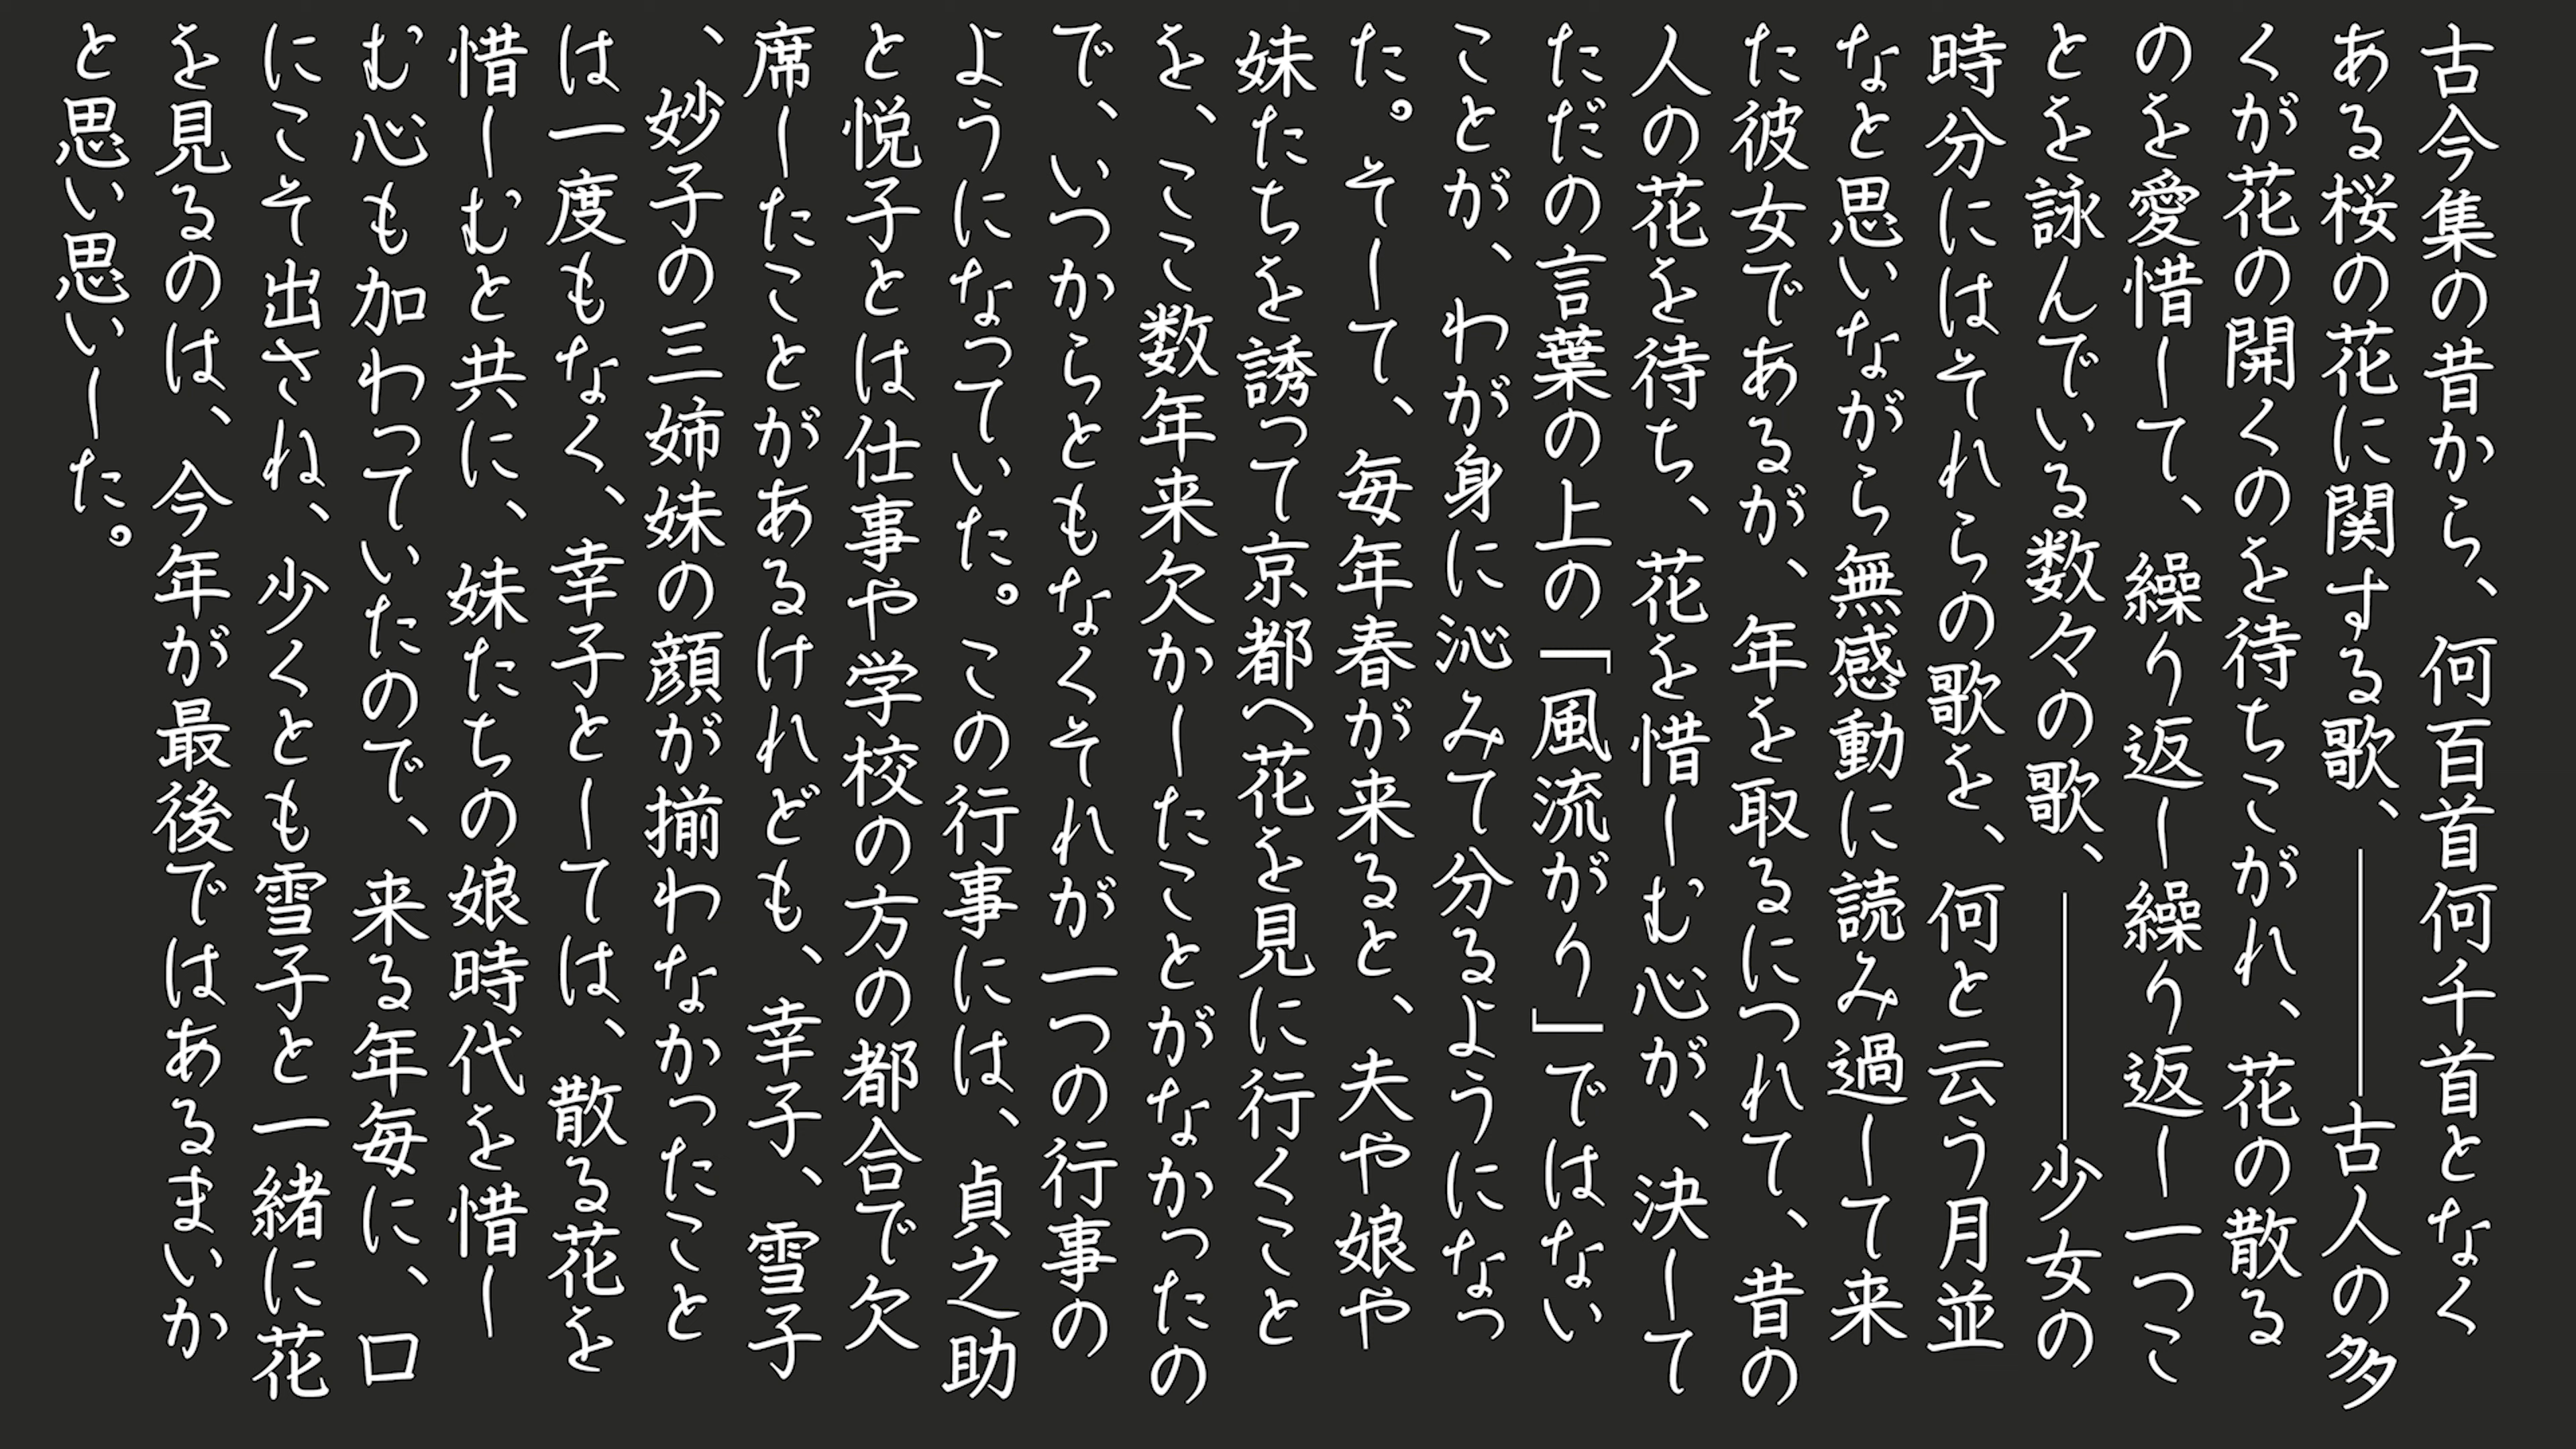 古今集の昔から、何百首何千首となく
ある桜の花に関する歌、――古人の多
くが花の開くのを待ちこがれ、花の散る
のを愛惜して、繰り返し繰り返し一つこ
とを詠んでいる数々の歌、――少女の
時分にはそれらの歌を、何と云う月並
なと思いながら無感動に読み過して来
た彼女であるが、年を取るにつれて、昔の
人の花を待ち、花を惜しむ心が、決して
ただの言葉の上の「風流がり」ではない
ことが、わが身に沁みて分るようになっ
た。そして、毎年春が来ると、夫や娘や
妹たちを誘って京都へ花を見に行くこと
を、ここ数年来欠かしたことがなかったの
で、いつからともなくそれが一つの行事の
ようになっていた。この行事には、貞之助
と悦子とは仕事や学校の方の都合で欠
席したことがあるけれども、幸子、雪子
、妙子の三姉妹の顔が揃わなかったこと
は一度もなく、幸子としては、散る花を
惜しむと共に、妹たちの娘時代を惜し
む心も加わっていたので、来る年毎に、口
にこそ出さね、少くとも雪子と一緒に花
を見るのは、今年が最後ではあるまいか
と思い思いした。